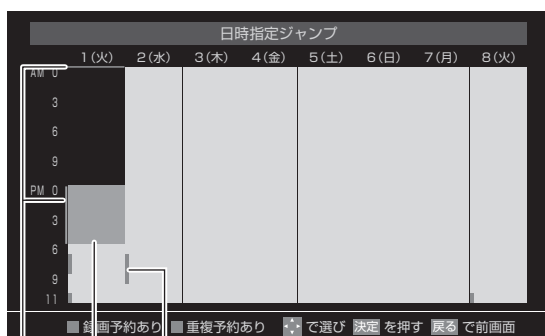 日時指定ジャンプ
1(火) 2(水) 3(木) 4(金) 5(土) 6(日) 7(月) 8(火)
AM 0
3
6
9
PM 0
3
6
9
11
録画予約あり 重複予約あり で選び 決定 を押す 戻る で前画面